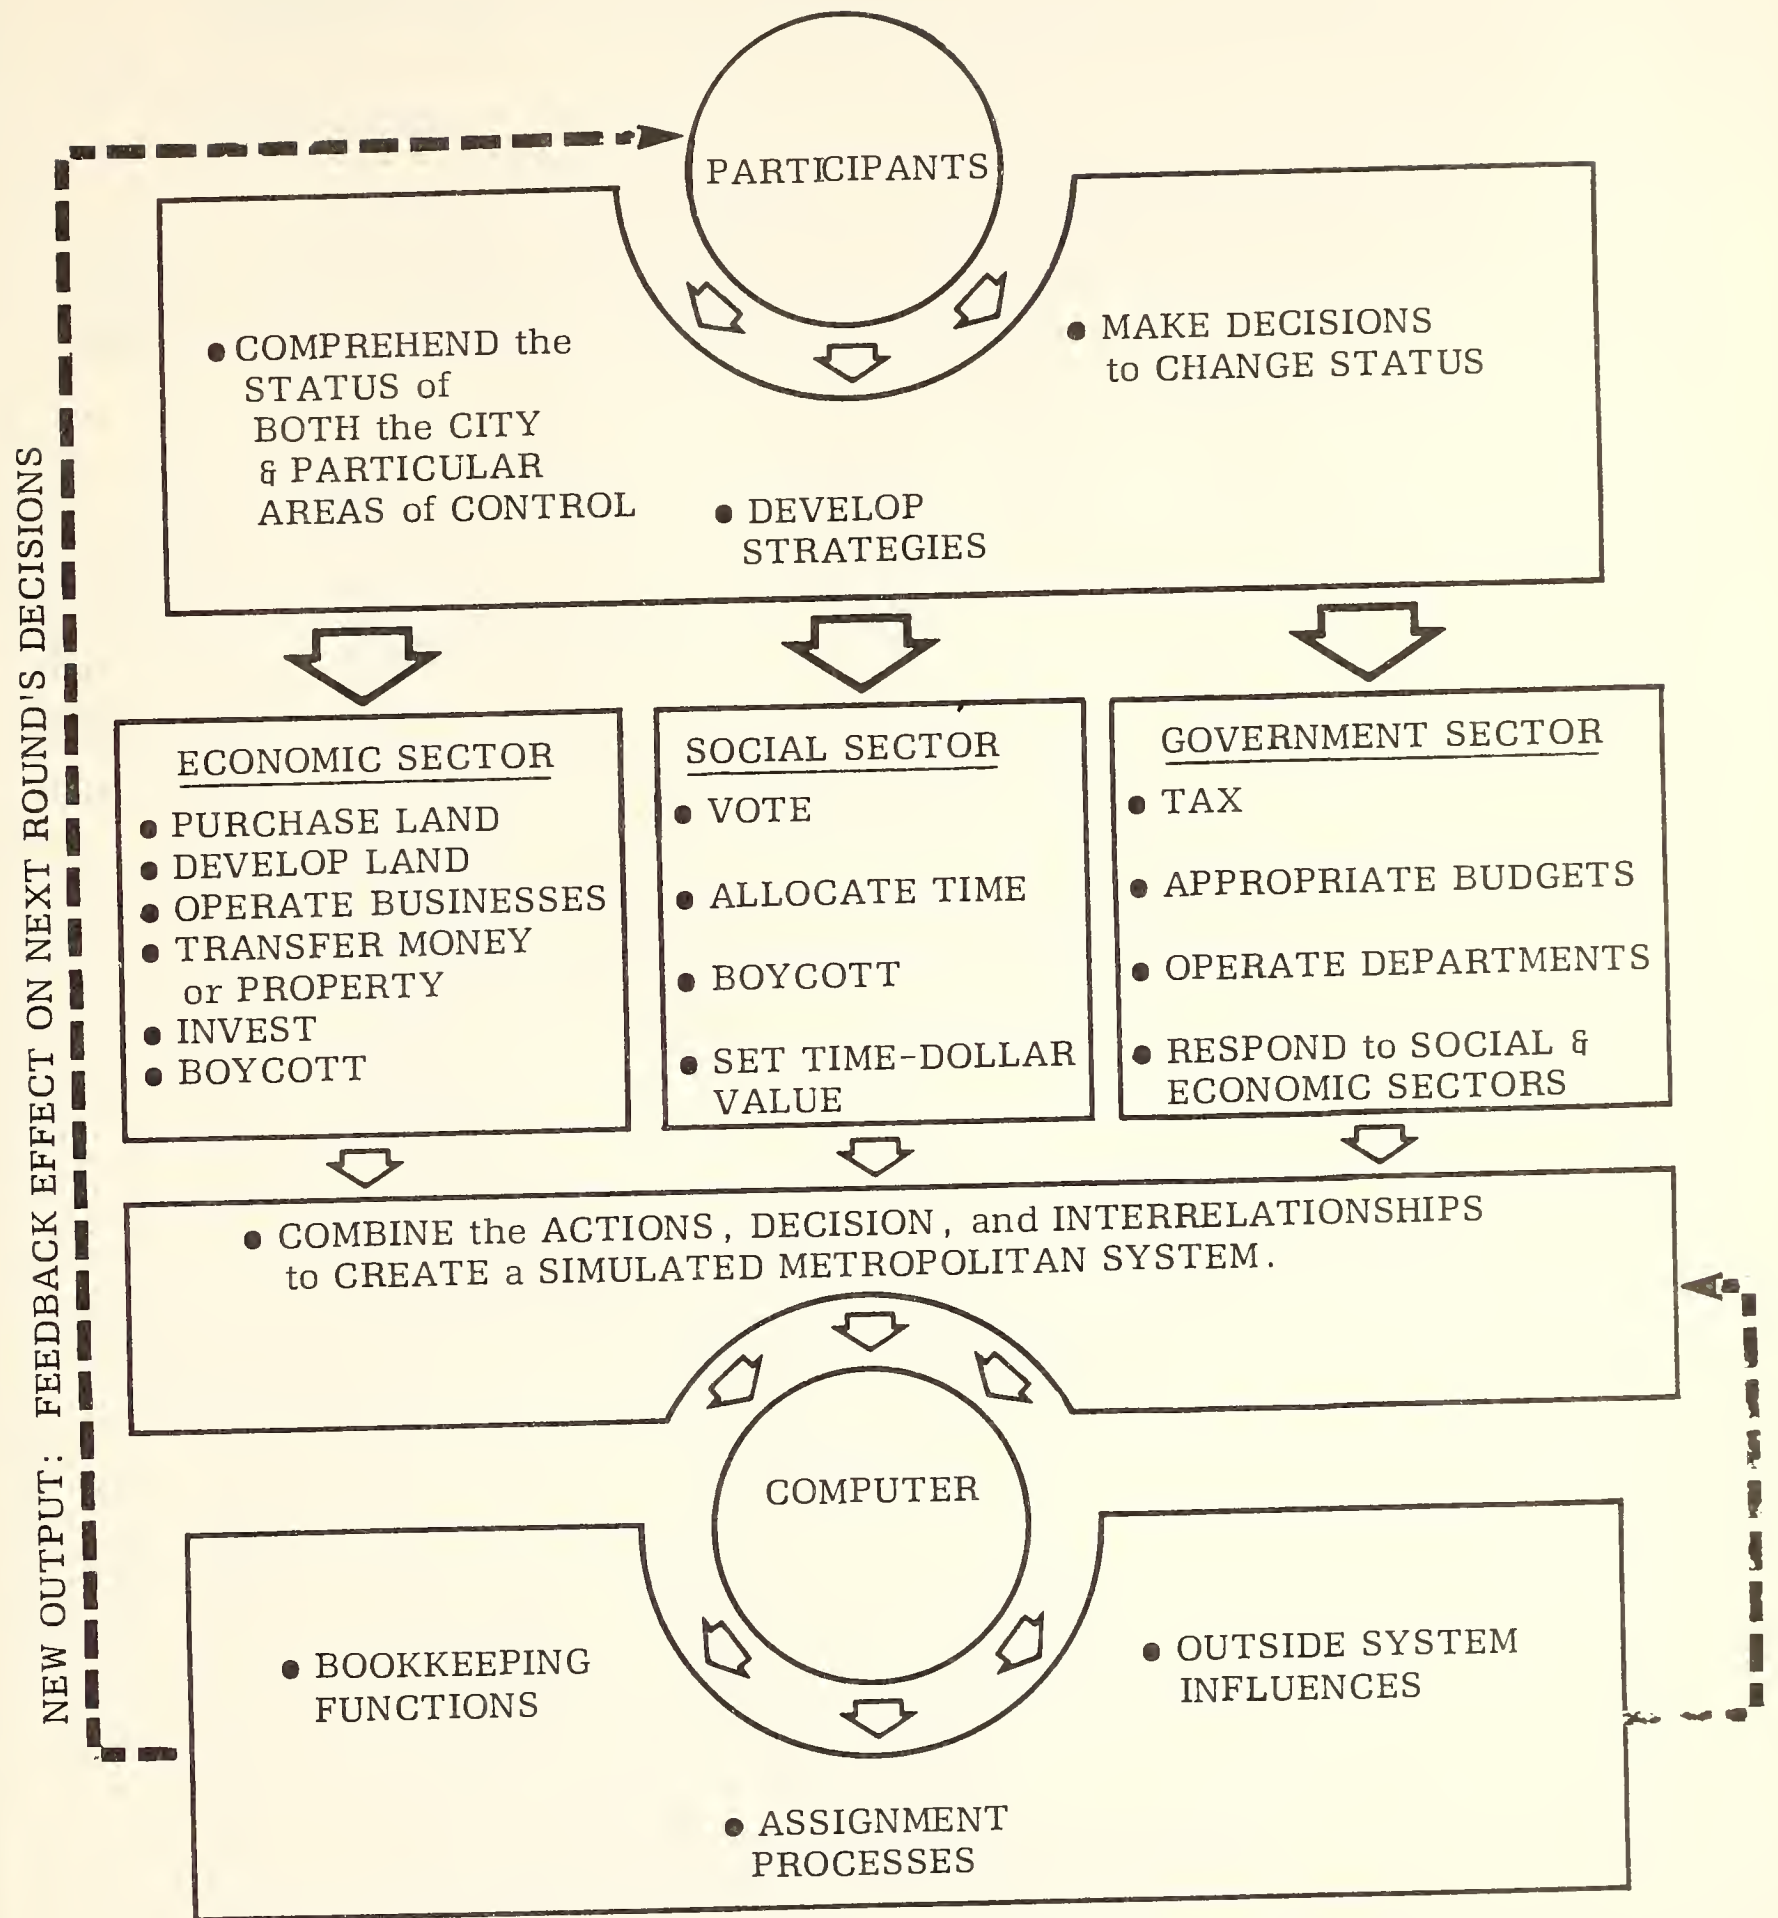 PARTICIPANTS
● COMPREHEND the
STATUS of
BOTH the CITY
& PARTICULAR
AREAS of CONTROL
● DEVELOP
STRATEGIES
● MAKE DECISIONS
to CHANGE STATUS
ECONOMIC SECTOR
● PURCHASE LAND
● DEVELOP LAND
● OPERATE BUSINESSES
● TRANSFER MONEY
or PROPERTY
● INVEST
● BOYCOTT
SOCIAL SECTOR
● VOTE
● ALLOCATE TIME
● BOYCOTT
● SET TIME-DOLLAR
VALUE
GOVERNMENT SECTOR
● TAX
● APPROPRIATE BUDGETS
● OPERATE DEPARTMENTS
● RESPOND to SOCIAL &
ECONOMIC SECTORS
● COMBINE the ACTIONS, DECISION, and INTERRELATIONSHIPS
to CREATE a SIMULATED METROPOLITAN SYSTEM.
COMPUTER
● BOOKKEEPING
FUNCTIONS
● ASSIGNMENT
PROCESSES
● OUTSIDE SYSTEM
INFLUENCES
NEW OUTPUT: FEEDBACK EFFECT ON NEXT ROUND'S DECISIONS